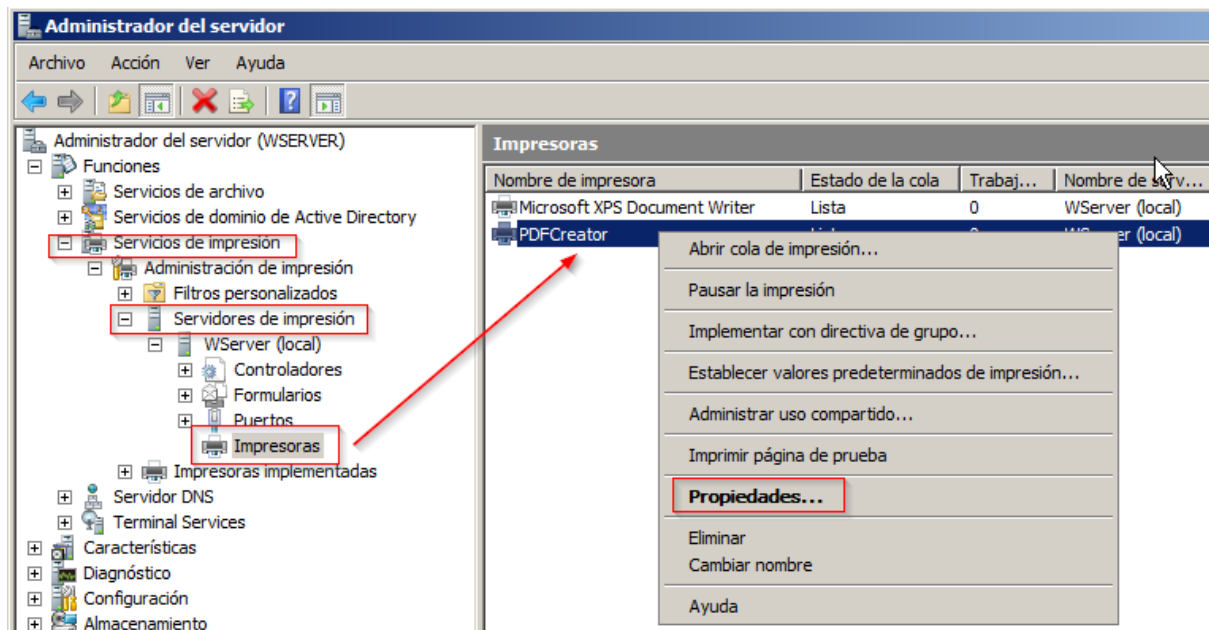 Administrador del servidor
Archivo Acción Ver Ayuda
Administrador del servidor (WSERVER)
Funciones
Servicios de archivo
Servicios de dominio de Active Directory
Servicios de impresión
Administración de impresión
Filtros personalizados
Servidores de impresión
WServer (local)
Controladores
Formularios
Puertos
Impresoras
Impresoras implementadas
Servidor DNS
Terminal Services
Características
Diagnóstico
Configuración
Almacenamiento
Impresoras
Nombre de impresora Estado de la cola Trabaj... Nombre de serv...
Microsoft XPS Document Writer Lista 0 WServer (local)
PDFCreator (local)
Abrir cola de impresión...
Pausar la impresión
Implementar con directiva de grupo...
Establecer valores predeterminados de impresión...
Administrar uso compartido...
Imprimir página de prueba
Propiedades...
Eliminar
Cambiar nombre
Ayuda